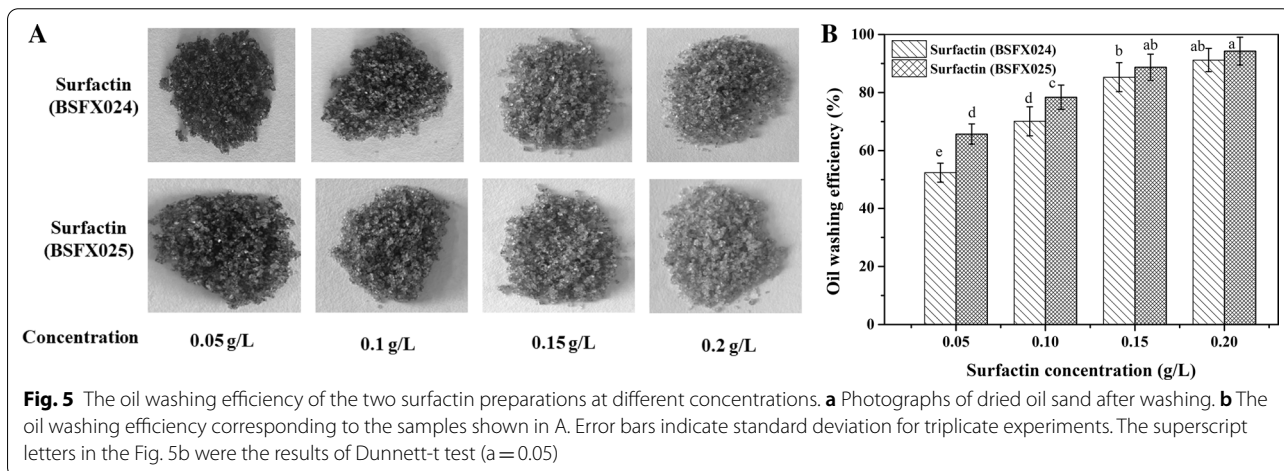 A
Surfactin
(BSFX024)
Surfactin
(BSFX025)
Concentration
0.05 g/L
0.1 g/L
0.15 g/L
0.2 g/L
B
Surfactin (BSFX024)
Surfactin (BSFX025)
Oil washing efficiency (%)
100
80
60
40
20
0
e
d
d
c
b
ab
ab
a
0.05
0.10
0.15
0.20
Surfactin concentration (g/L)
Fig. 5 The oil washing efficiency of the two surfactin preparations at different concentrations. a Photographs of dried oil sand after washing. b The
oil washing efficiency corresponding to the samples shown in A. Error bars indicate standard deviation for triplicate experiments. The superscript
letters in the Fig. 5b were the results of Dunnett-t test (a = 0.05)